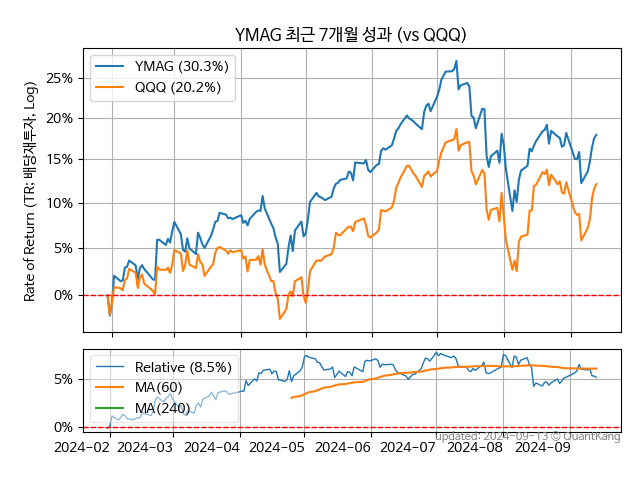 YMAG 최근 7개월 성과 (vs QQQ)
Rate of Return (TR: 배당재투자, Log)
25%
20%
15%
10%
5%
0%
YMAG (30.3%)
QQQ (20.2%)
5%
0%
Relative (8.5%)
MA(60)
MA(240)
2024-02 2024-03 2024-04 2024-05 2024-06 2024-07 2024-08 2024-09
updated: 2024-09-13 © QuantKang